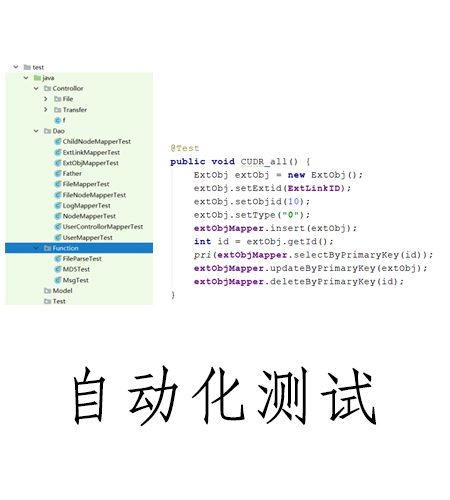 test
java
Controllor
File
Transfer
f
Dao
ChildNodeMapperTest
ExtLinkMapperTest
ExtObjMapperTest
Father
FileMapperTest
FileNodeMapperTest
LogMapperTest
NodeMapperTest
UserControllorMapperTest
UserMapperTest
Function
FileParseTest
MD5Test
MsgTest
Model
Test
@Test
public void CUDR_all() {
ExtObj extObj = new ExtObj();
extObj.setExtid(ExtLinkID);
extObj.setObjid(10);
extObj.setType("0");
extObjMapper.insert(extObj);
int id = extObj.getId();
pri(extObjMapper.selectByPrimaryKey(id));
extObjMapper.updateByPrimaryKey(extObj);
extObjMapper.deleteByPrimaryKey(id);
}
自动化测试